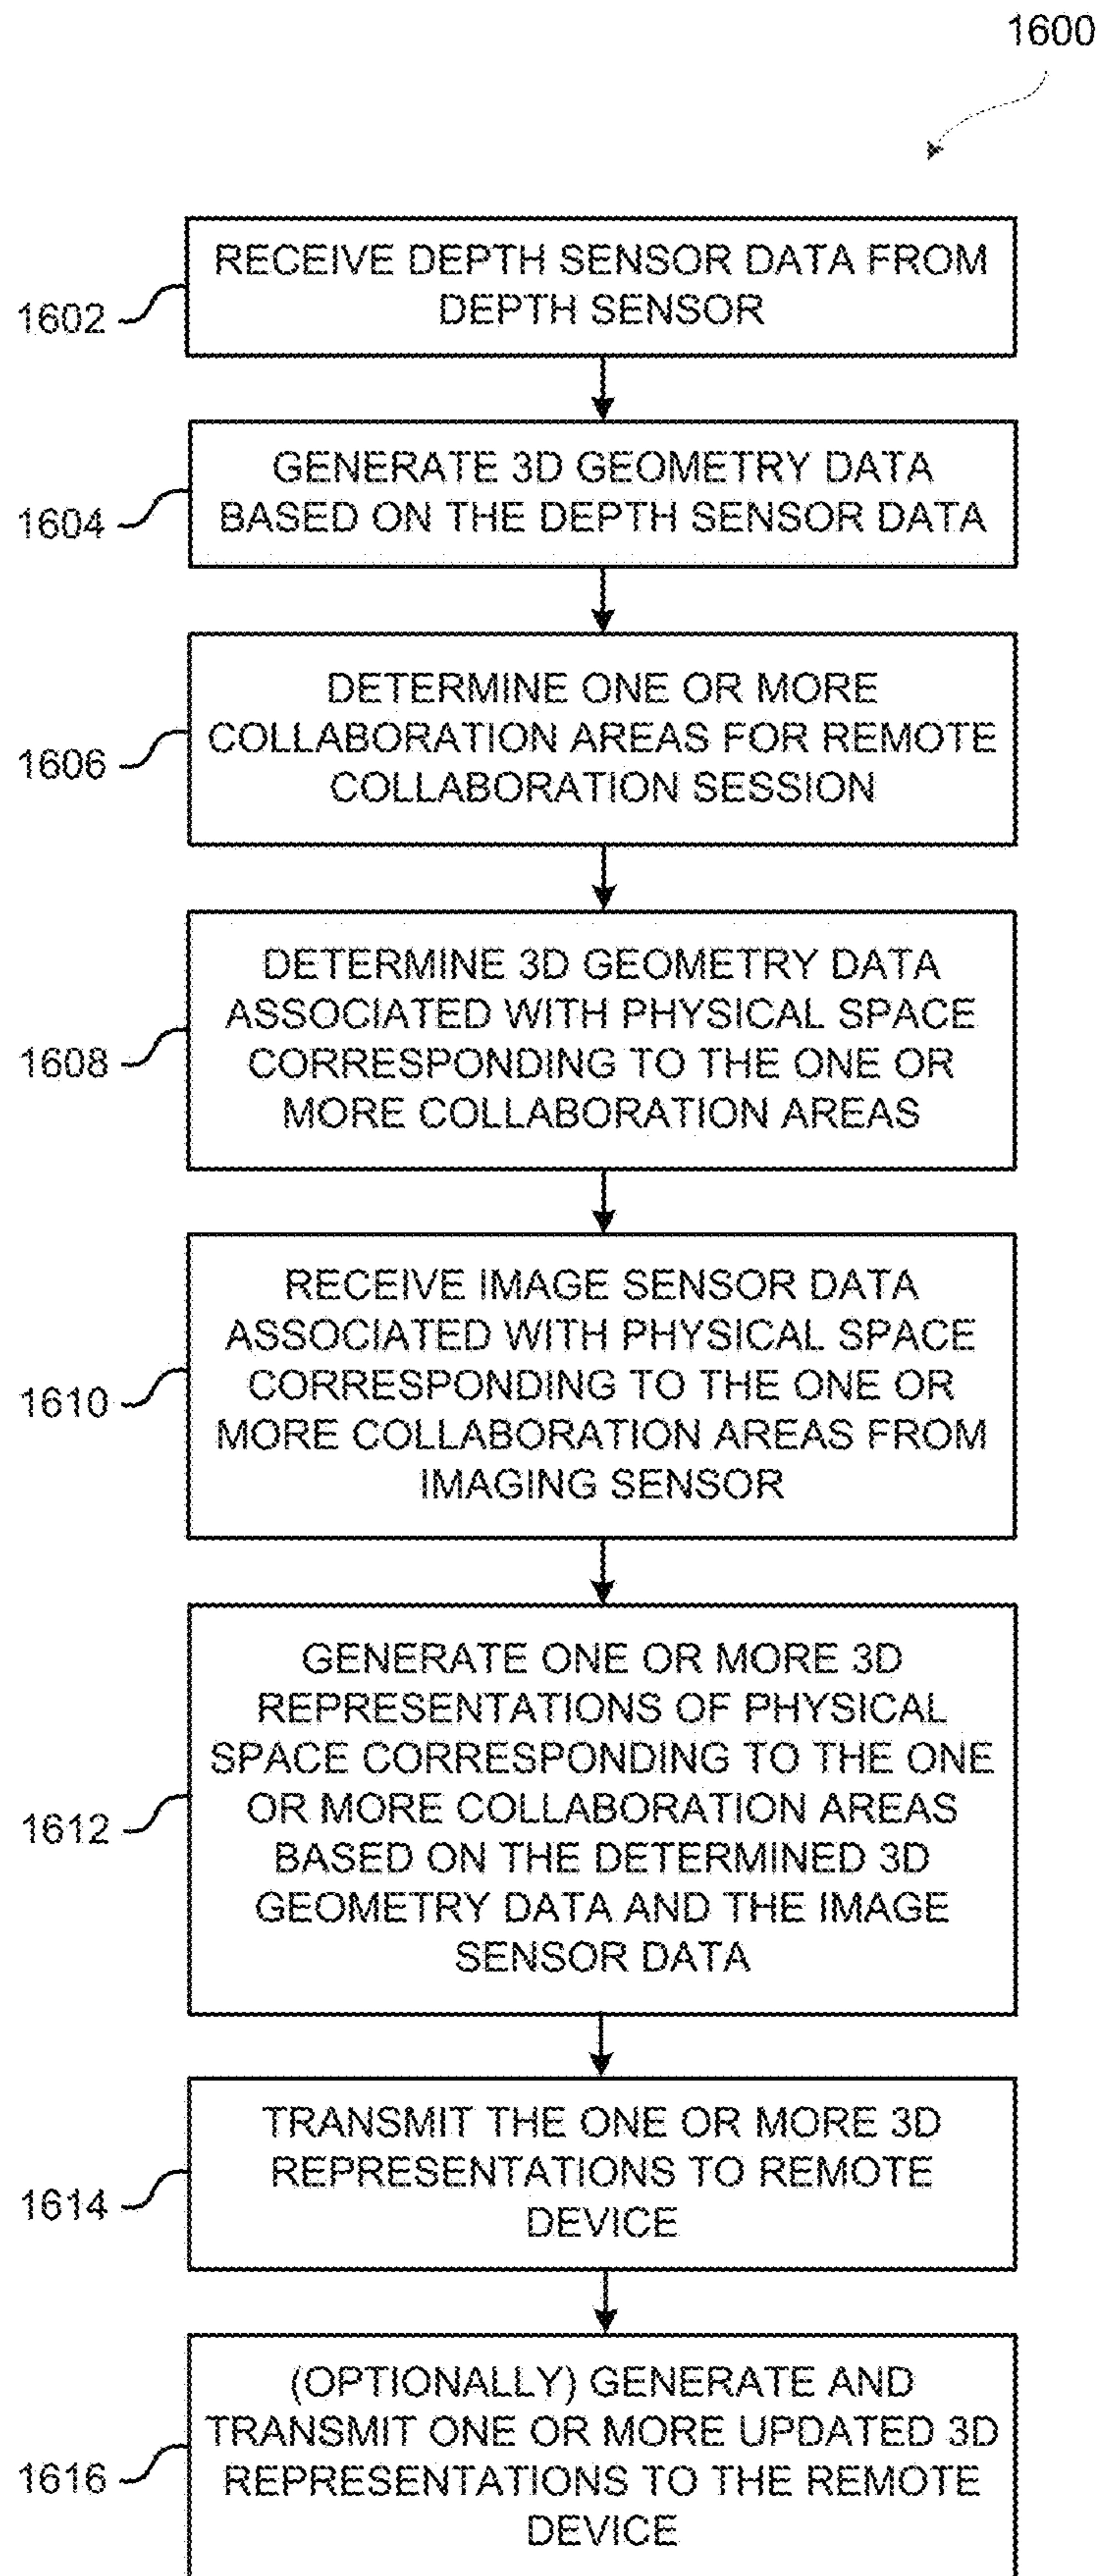 1600
1602
RECEIVE DEPTH SENSOR DATA FROM
DEPTH SENSOR
1604
GENERATE 3D GEOMETRY DATA
BASED ON THE DEPTH SENSOR DATA
1606
DETERMINE ONE OR MORE
COLLABORATION AREAS FOR REMOTE
COLLABORATION SESSION
1608
DETERMINE 3D GEOMETRY DATA
ASSOCIATED WITH PHYSICAL SPACE
CORRESPONDING TO THE ONE OR
MORE COLLABORATION AREAS
1610
RECEIVE IMAGE SENSOR DATA
ASSOCIATED WITH PHYSICAL SPACE
CORRESPONDING TO THE ONE OR
MORE COLLABORATION AREAS FROM
IMAGING SENSOR
1612
GENERATE ONE OR MORE 3D
REPRESENTATIONS OF PHYSICAL
SPACE CORRESPONDING TO THE ONE
OR MORE COLLABORATION AREAS
BASED ON THE DETERMINED 3D
GEOMETRY DATA AND THE IMAGE
SENSOR DATA
1614
TRANSMIT THE ONE OR MORE 3D
REPRESENTATIONS TO REMOTE
DEVICE
1616
(OPTIONALLY) GENERATE AND
TRANSMIT ONE OR MORE UPDATED 3D
REPRESENTATIONS TO THE REMOTE
DEVICE